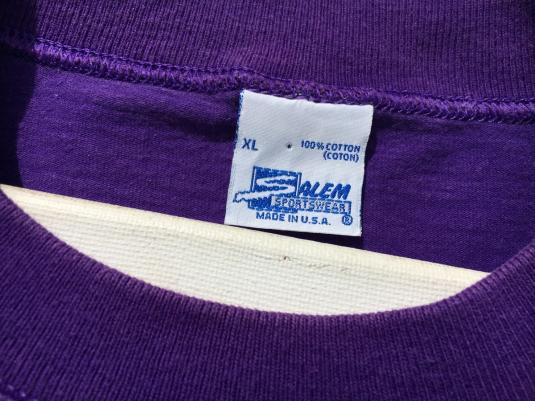 XL 100% COTTON
(COTON)
SALEM
SPORTSWEAR
MADE IN U.S.A. ®